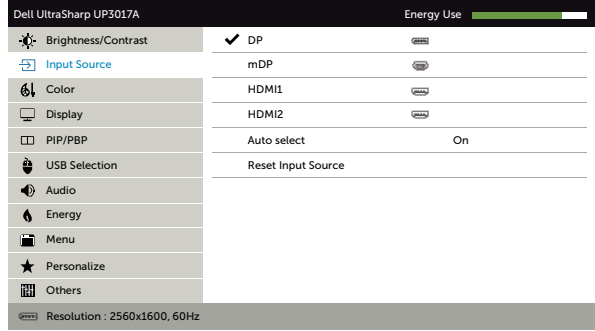 Dell UltraSharp UP3017A Energy Use
Brightness/Contrast
Input Source
Color
Display
PIP/PBP
USB Selection
Audio
Energy
Menu
Personalize
Others
DP
mDP
HDMI1
HDMI2
Auto select On
Reset Input Source
Resolution : 2560x1600, 60Hz